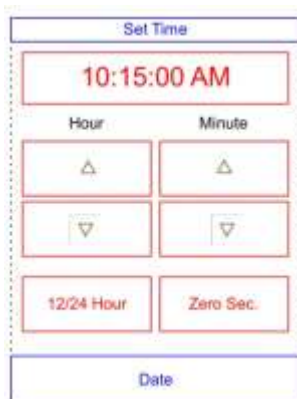 Set Time
10:15:00 AM
Hour Minute
12/24 Hour Zero Sec.
Date